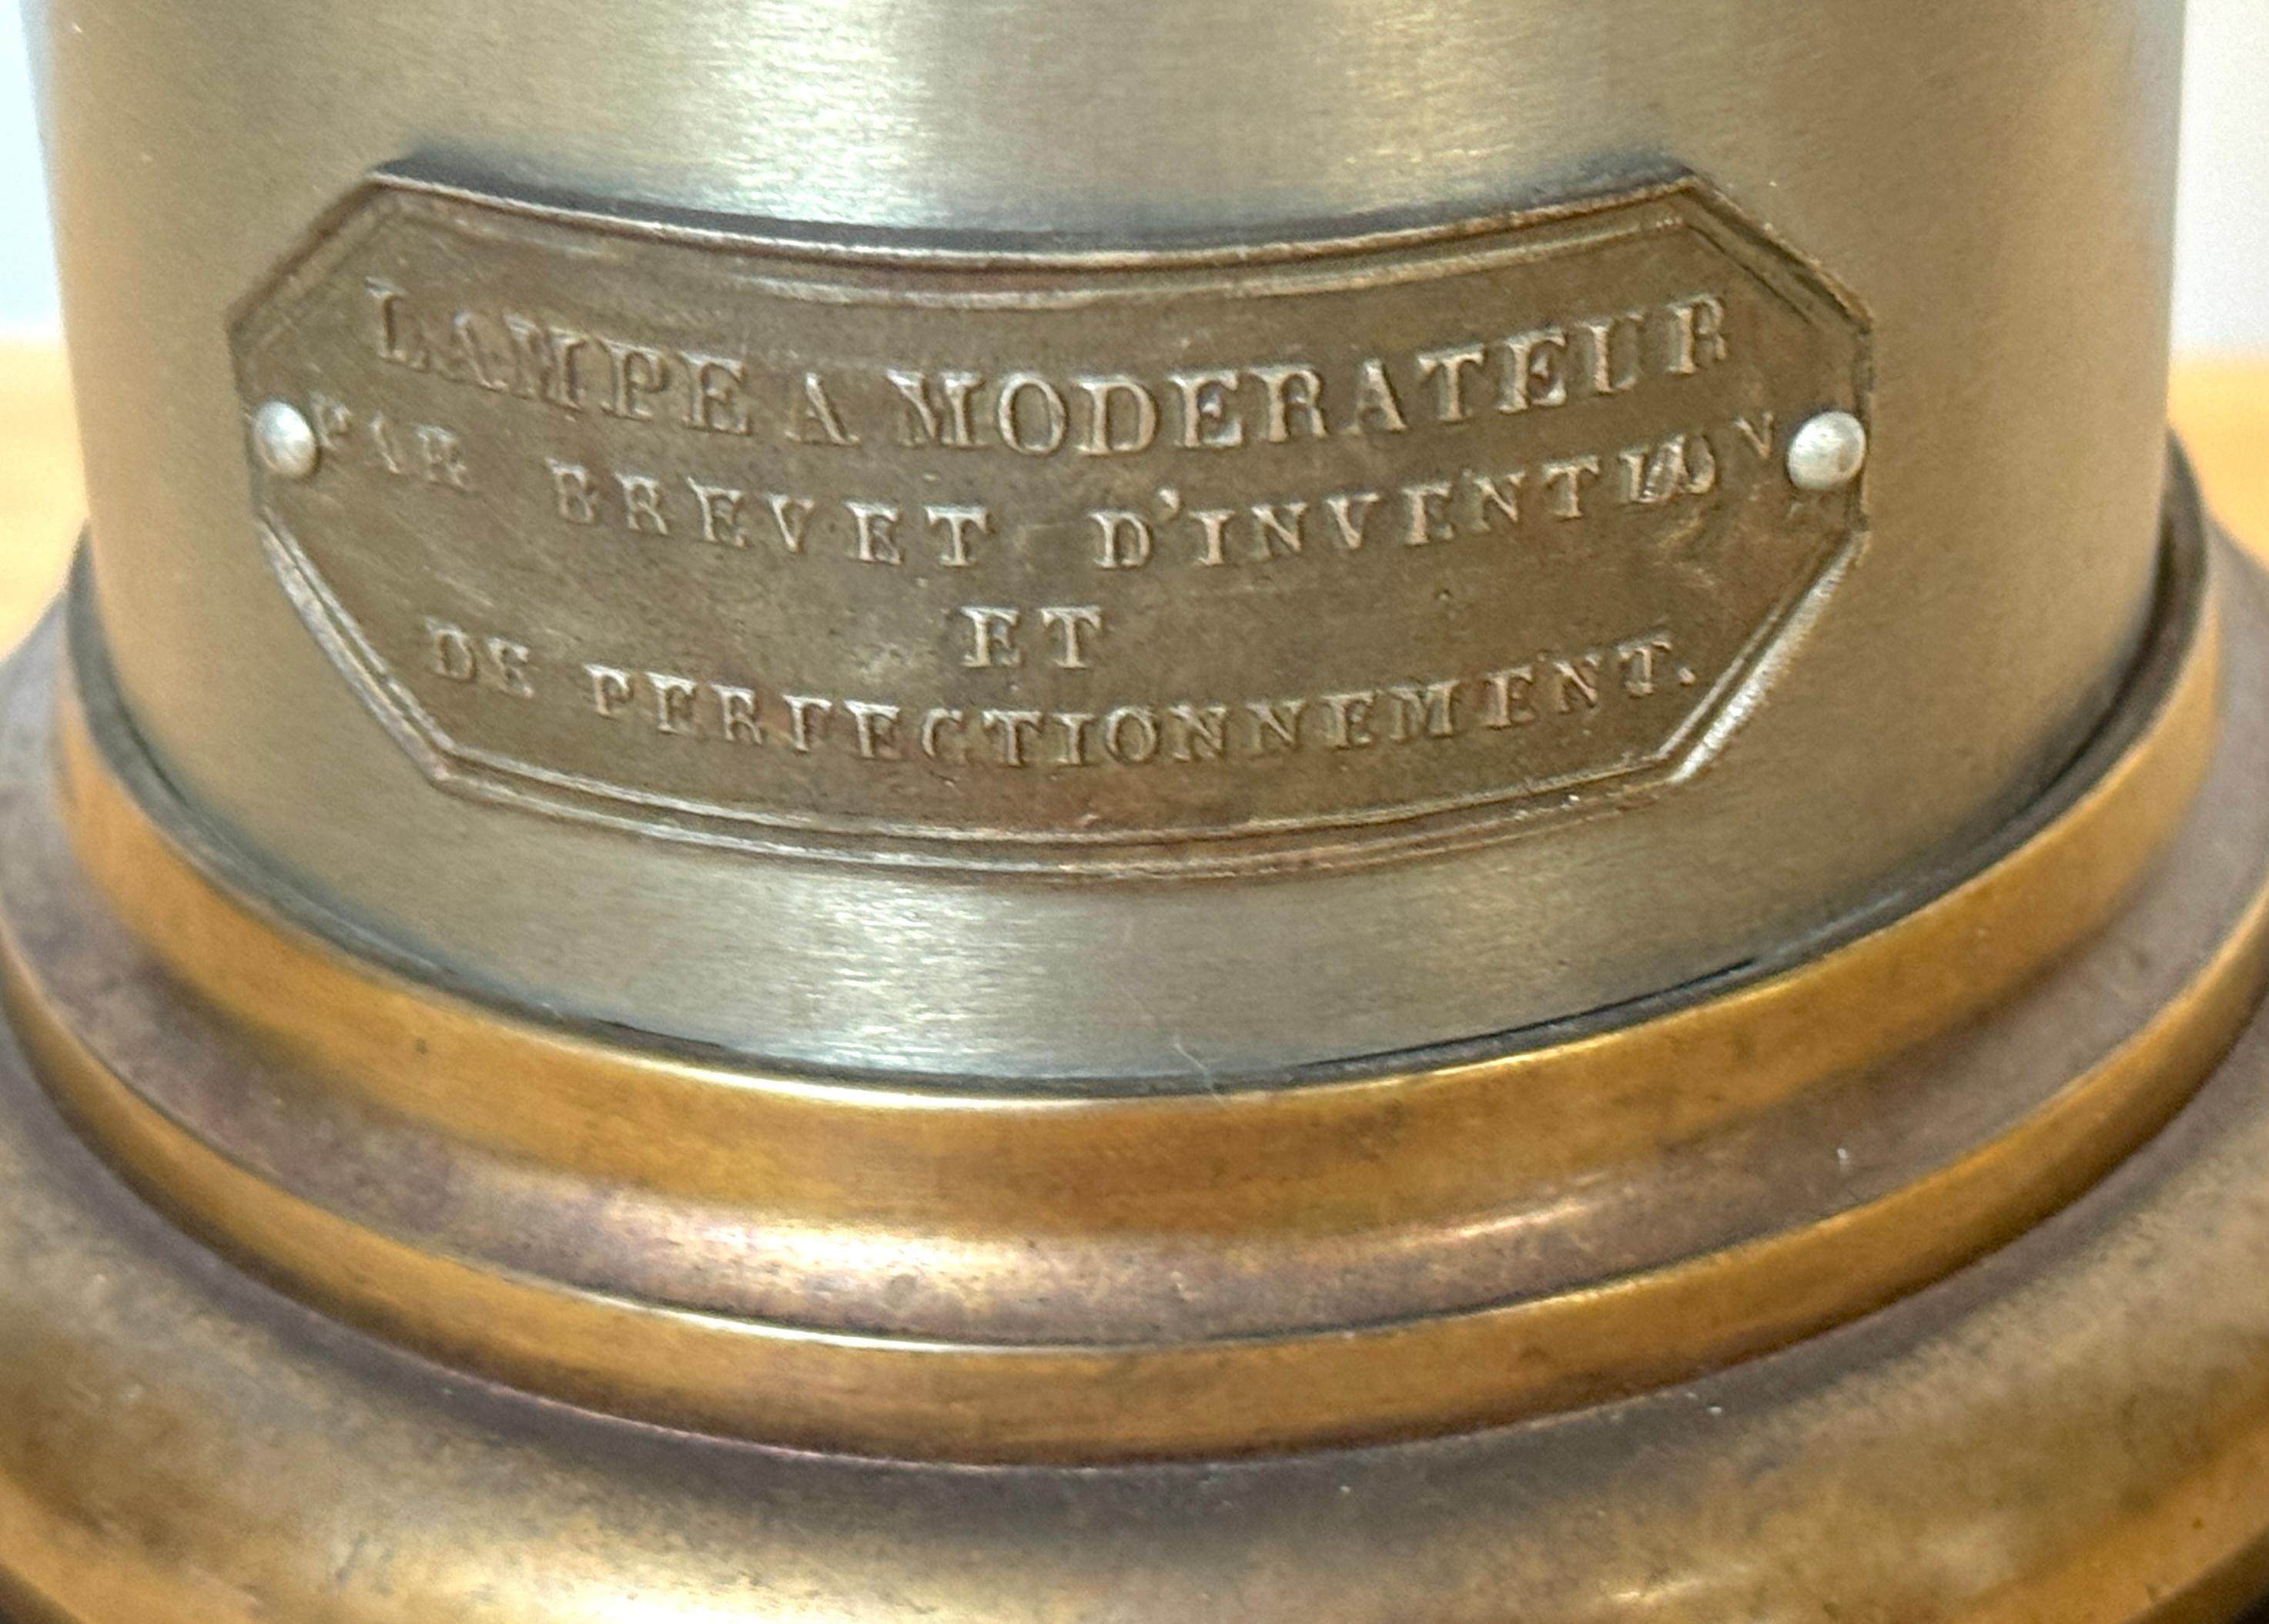 LAMPE A MODERATEUR
PAR BREVET D'INVENTION
ET
DE PERFECTIONNEMENT.